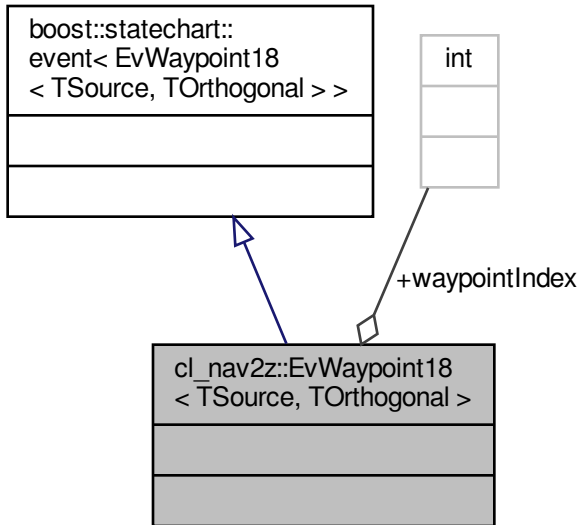 boost::statechart::
event< EvWaypoint18
< TSource, TOrthogonal > >
int
+waypointIndex
cl_nav2z::EvWaypoint18
< TSource, TOrthogonal >